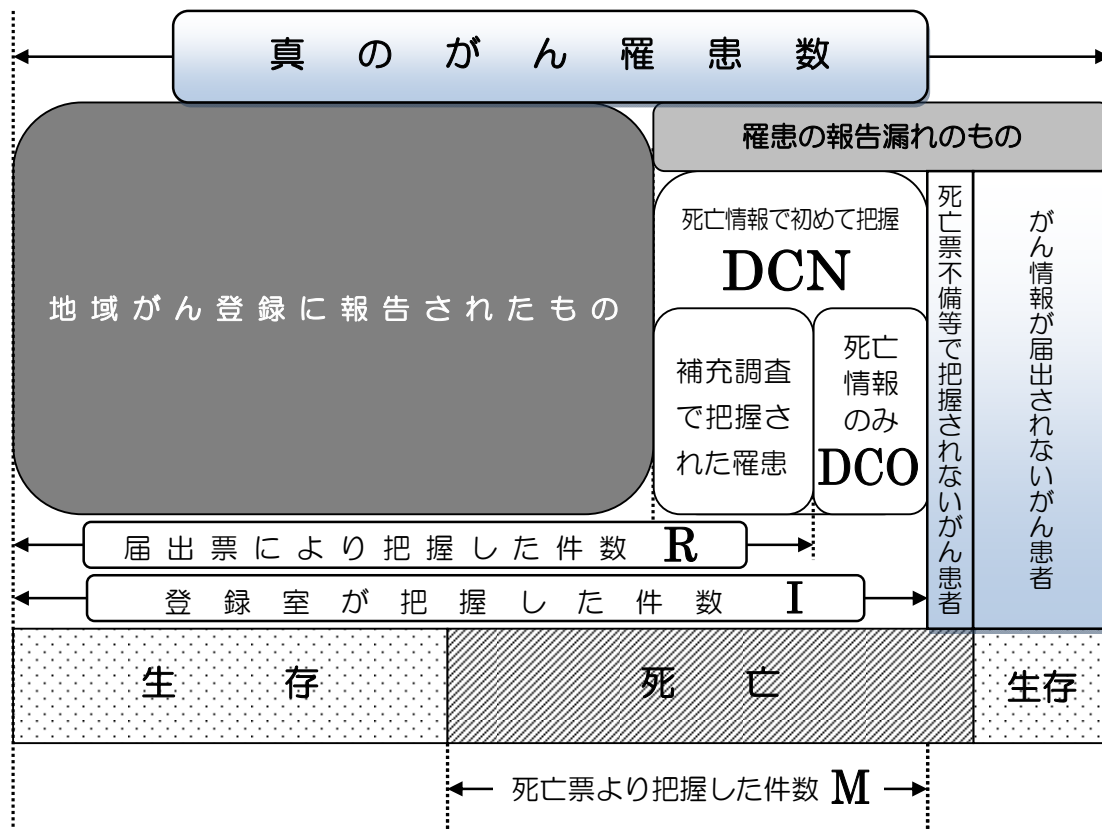 真のがん罹患数
罹患の報告漏れのもの
地域がん登録に報告されたもの
死亡情報で初めて把握
DCN
補充調査
で把握さ
れた罹患
死亡
情報
のみ
DCO
死亡票不備等で把握されないがん患者
がん情報が届出されないがん患者
届出票により把握した件数 R
登録室が把握した件数 I
生存
死亡
生存
死亡票より把握した件数 M